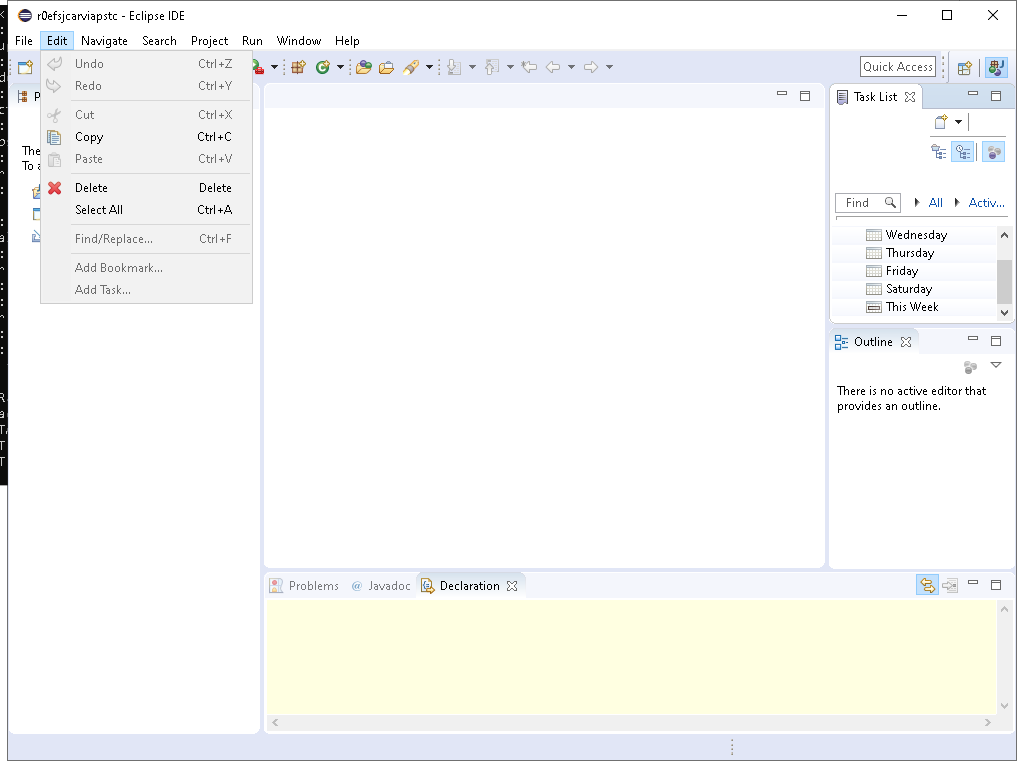 r0efsjcarviapstc - Eclipse IDE
File Edit Navigate Search Project Run Window Help
Undo Ctrl+Z
Redo Ctrl+Y
Cut Ctrl+X
Copy Ctrl+C
Paste Ctrl+V
Delete Delete
Select All Ctrl+A
Find/Replace... Ctrl+F
Add Bookmark...
Add Task...
The
To
Quick Access
Task List
Find
All
Activ...
Wednesday
Thursday
Friday
Saturday
This Week
Outline
There is no active editor that
provides an outline.
Problems @ Javadoc Declaration